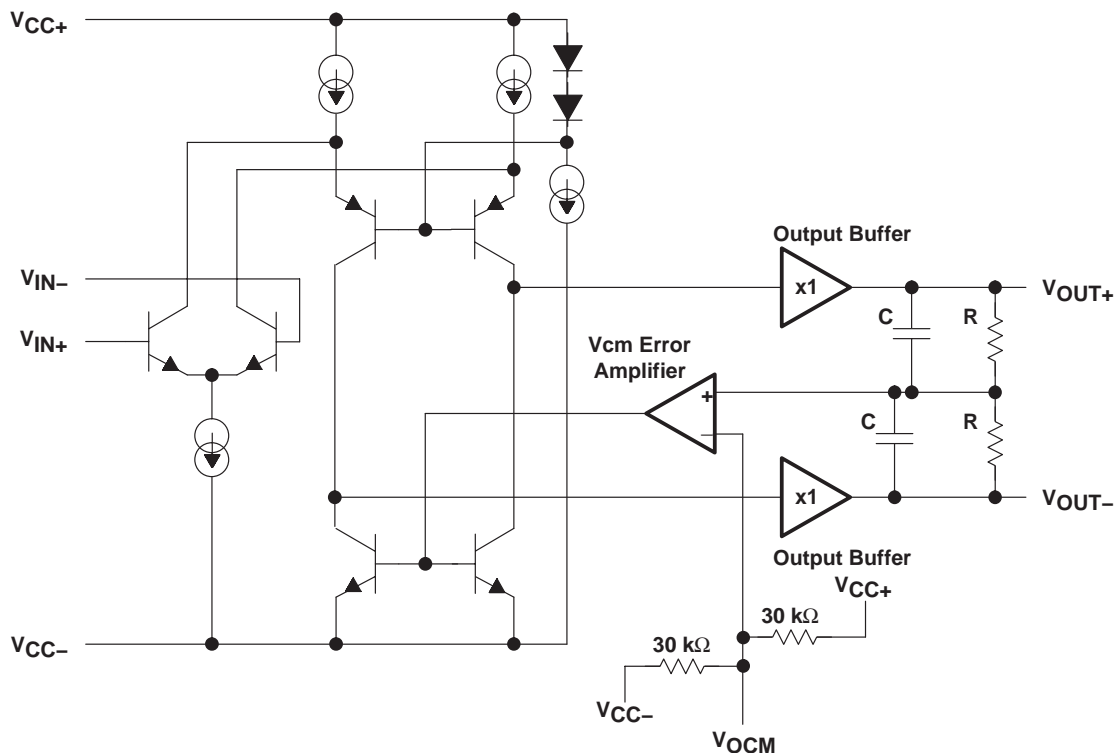 VCC+
Output Buffer
VIN−
x1
VOUT+
C
R
VIN+
Vcm Error
Amplifier
+
−
C
R
x1
VOUT−
Output Buffer
VCC+
30 kΩ
VCC−
30 kΩ
VCC−
VOCM